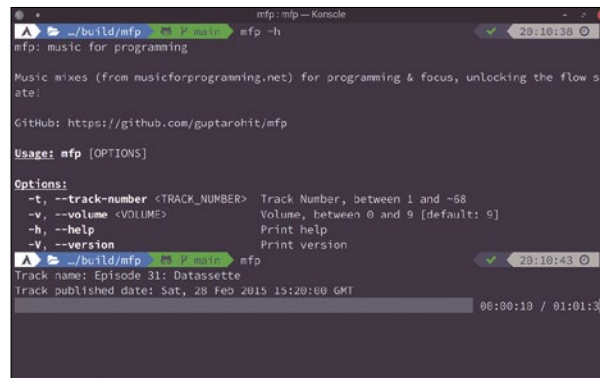 mfp : mfp — Konsole
…/build/mfp main mfp -h 20:10:38
mfp: music for programming
Music mixes (from musicforprogramming.net) for programming & focus, unlocking the flow s
ate!
GitHub: https://github.com/guptarohit/mfp
Usage: mfp [OPTIONS]
Options:
-t, --track-number <TRACK_NUMBER> Track Number, between 1 and ~68
-v, --volume <VOLUME> Volume, between 0 and 9 [default: 9]
-h, --help Print help
-V, --version Print version
…/build/mfp main mfp 20:10:43
Track name: Episode 31: Datassette
Track published date: Sat, 28 Feb 2015 15:20:00 GMT
00:00:10 / 01:01:3